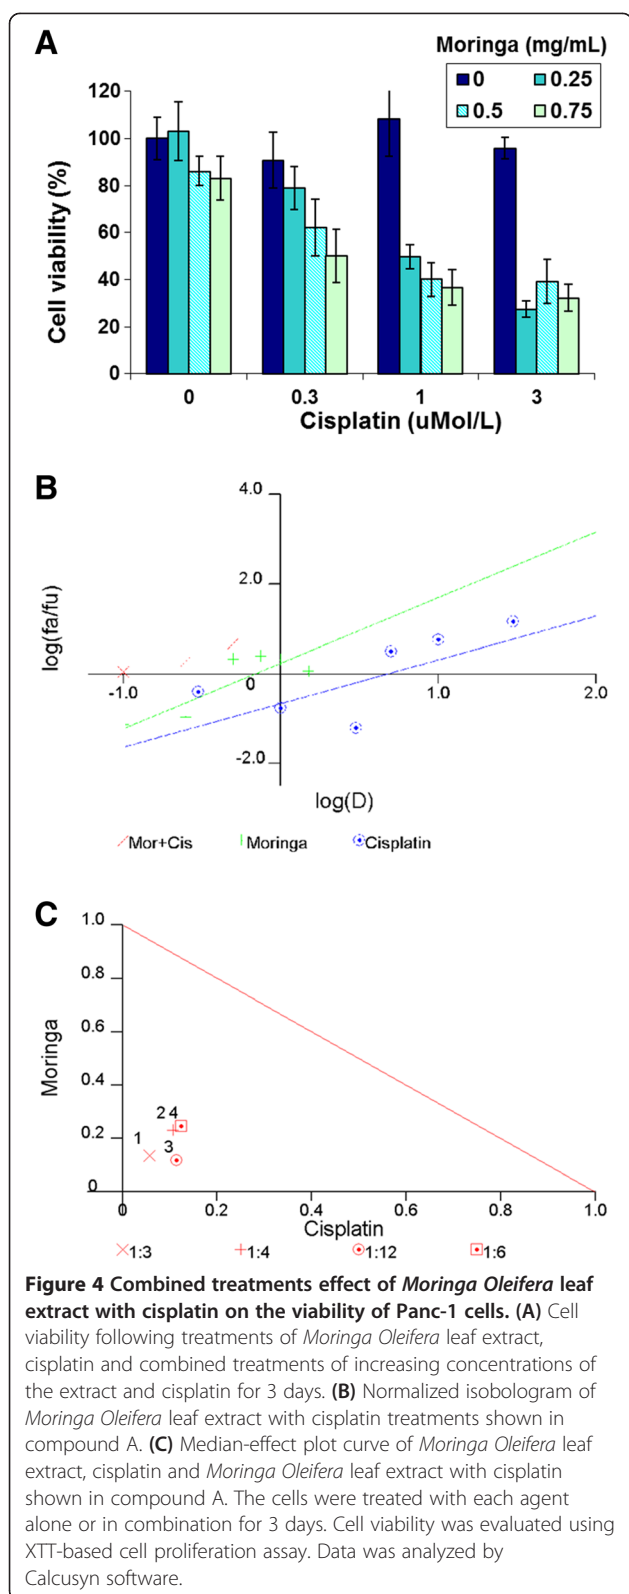 A
Moringa (mg/mL)
0 0.25
0.5 0.75
120
100
80
60
40
20
0
Cell viability (%)
0 0.3 1 3
Cisplatin (uMol/L)
B
4.0
2.0
log(fa/fu)
-1.0 0 1.0 2.0
-2.0
log(D)
Mor+Cis Moringa Cisplatin
C
1.0
0.8
0.6
Moringa
0.4
2 4
0.2
1
3
0
0 0.2 0.4 0.6 0.8 1.0
Cisplatin
1:3 1:4 1:12 1:6
Figure 4 Combined treatments effect of Moringa Oleifera leaf
extract with cisplatin on the viability of Panc-1 cells. (A) Cell
viability following treatments of Moringa Oleifera leaf extract,
cisplatin and combined treatments of increasing concentrations of
the extract and cisplatin for 3 days. (B) Normalized isobologram of
Moringa Oleifera leaf extract with cisplatin treatments shown in
compound A. (C) Median-effect plot curve of Moringa Oleifera leaf
extract, cisplatin and Moringa Oleifera leaf extract with cisplatin
shown in compound A. The cells were treated with each agent
alone or in combination for 3 days. Cell viability was evaluated using
XTT-based cell proliferation assay. Data was analyzed by
Calcusyn software.